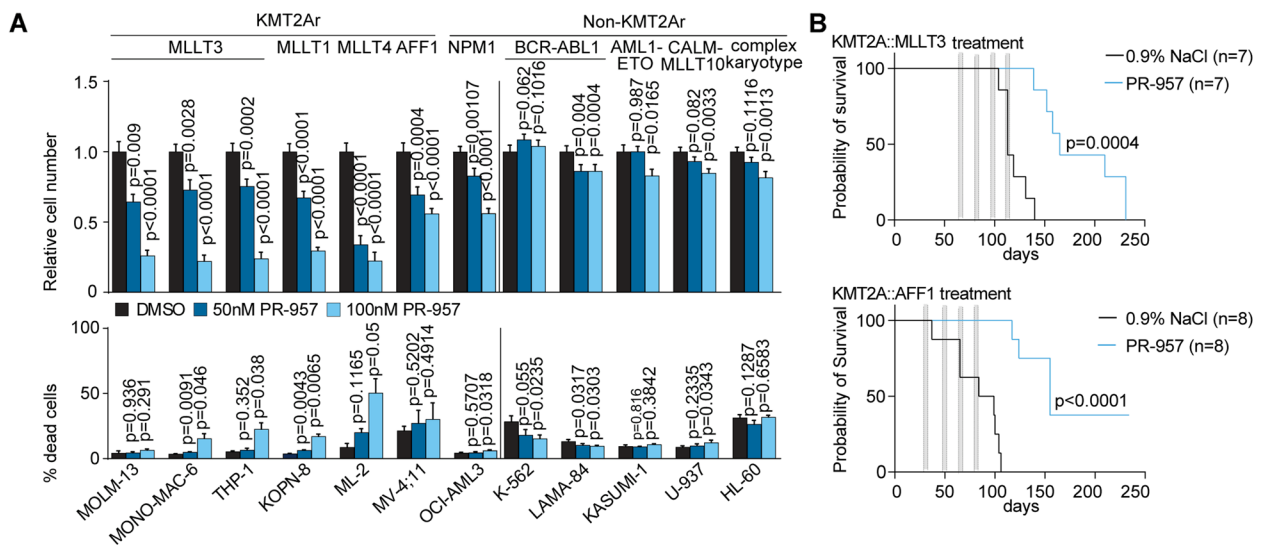 A
KMT2Ar
Non-KMT2Ar
MLLT3
MLLT1
MLLT4
AFF1
NPM1
BCR-ABL1
AML1-
ETO
CALM-
MLLT10
complex
karyotype
Relative cell number
1.5
1.0
0.5
0
p=0.009
p<0.0001
p=0.0028
p<0.0001
p=0.0002
p<0.0001
p<0.0001
p<0.0001
p<0.0001
p<0.0001
p=0.0004
p<0.0001
p=0.00107
p<0.0001
p=0.062
p=0.1016
p=0.004
p=0.0004
p=0.987
p=0.0165
p=0.082
p=0.0033
p=0.1116
p=0.0013
DMSO
50nM PR-957
100nM PR-957
% dead cells
100
50
0
p=0.936
p=0.291
p=0.0091
p=0.046
p=0.352
p=0.038
p=0.0043
p=0.0065
p=0.1165
p=0.05
p=0.5202
p=0.4914
p=0.5707
p=0.0318
p=0.055
p=0.0235
p=0.0317
p=0.0303
p=0.816
p=0.3842
p=0.2335
p=0.0343
p=0.1287
p=0.6583
MOLM-13
MONO-MAC-6
THP-1
KOPN-8
ML-2
MV-4;11
OCI-AML3
K-562
LAMA-84
KASUMI-1
U-937
HL-60
B
KMT2A::MLLT3 treatment
0.9% NaCl (n=7)
PR-957 (n=7)
Probability of survival
100
50
0
p=0.0004
0 50 100 150 200 250
days
KMT2A::AFF1 treatment
0.9% NaCl (n=8)
PR-957 (n=8)
Probability of Survival
100
50
0
p<0.0001
0 50 100 150 200 250
days